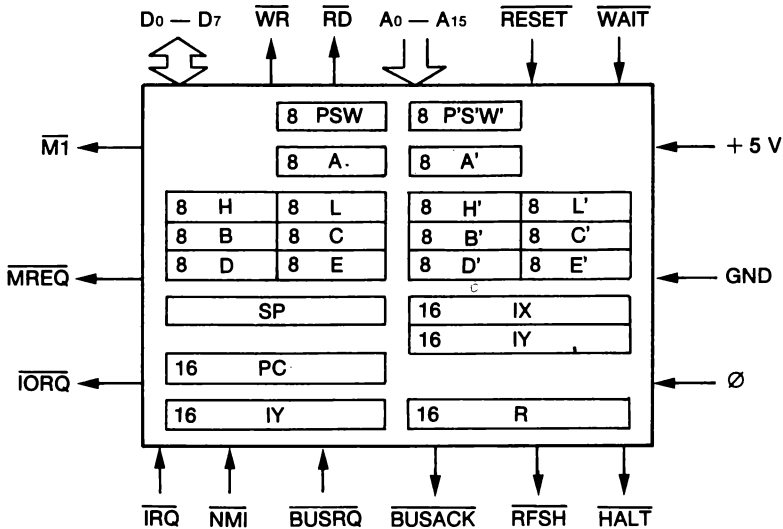 D0 — D7 WR RD A0 — A15 RESET WAIT
8 PSW 8 P'S'W'
M1 8 A 8 A' + 5 V
8 H 8 L 8 H' 8 L'
8 B 8 C 8 B' 8 C'
8 D 8 E 8 D' 8 E'
MREQ GND
SP 16 IX
16 IY
16 PC
IORQ Ø
16 IY 16 R
IRQ NMI BUSRQ BUSACK RFSH HALT